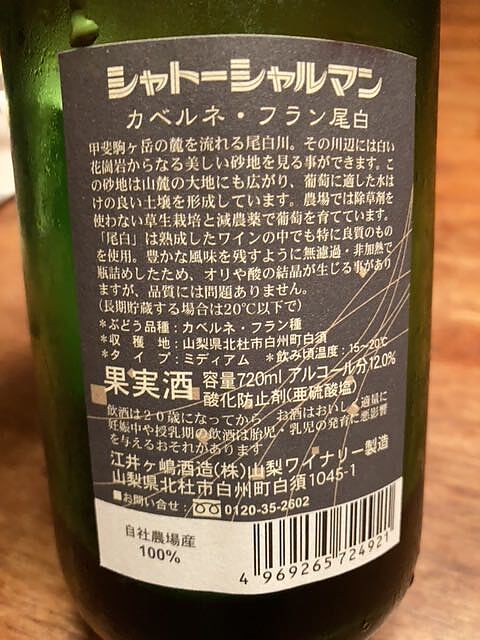 シャトーシャルマン
カベルネ・フラン尾白
甲斐駒ヶ岳の麓を流れる尾白川。その川辺には白い
花崗岩からなる美しい砂地を見る事ができます。こ
の砂地は山麓の大地にも広がり、葡萄に適した水は
けの良い土壌を形成しています。農場では除草剤を
使わない草生栽培と減農薬で葡萄を育てています。
「尾白」は熟成したワインの中でも特に良質のもの
を使用。豊かな風味を残すように無濾過・非加熱で
瓶詰めしたため、オリや酸の結晶が生じる事があり
ますが、品質には問題ありません。
(長期貯蔵する場合は20℃以下で)
＊ぶどう品種：カベルネ・フラン種
＊収穫地：山梨県北杜市白州町白須
＊タイプ：ミディアム ＊飲み頃温度：15～20℃
果実酒 容量720ml アルコール分12.0%
酸化防止剤(亜硫酸塩)
飲酒は２０歳になってから お酒はおいしく適量に
妊娠中や授乳期の飲酒は胎児・乳児の発育に悪影響
を与えるおそれがあります
江井ヶ嶋酒造(株)山梨ワイナリー製造
山梨県北杜市白州町白須1045-1
■お問い合せ： 0120-35-2602
自社農場産
100%
4 969265 724921